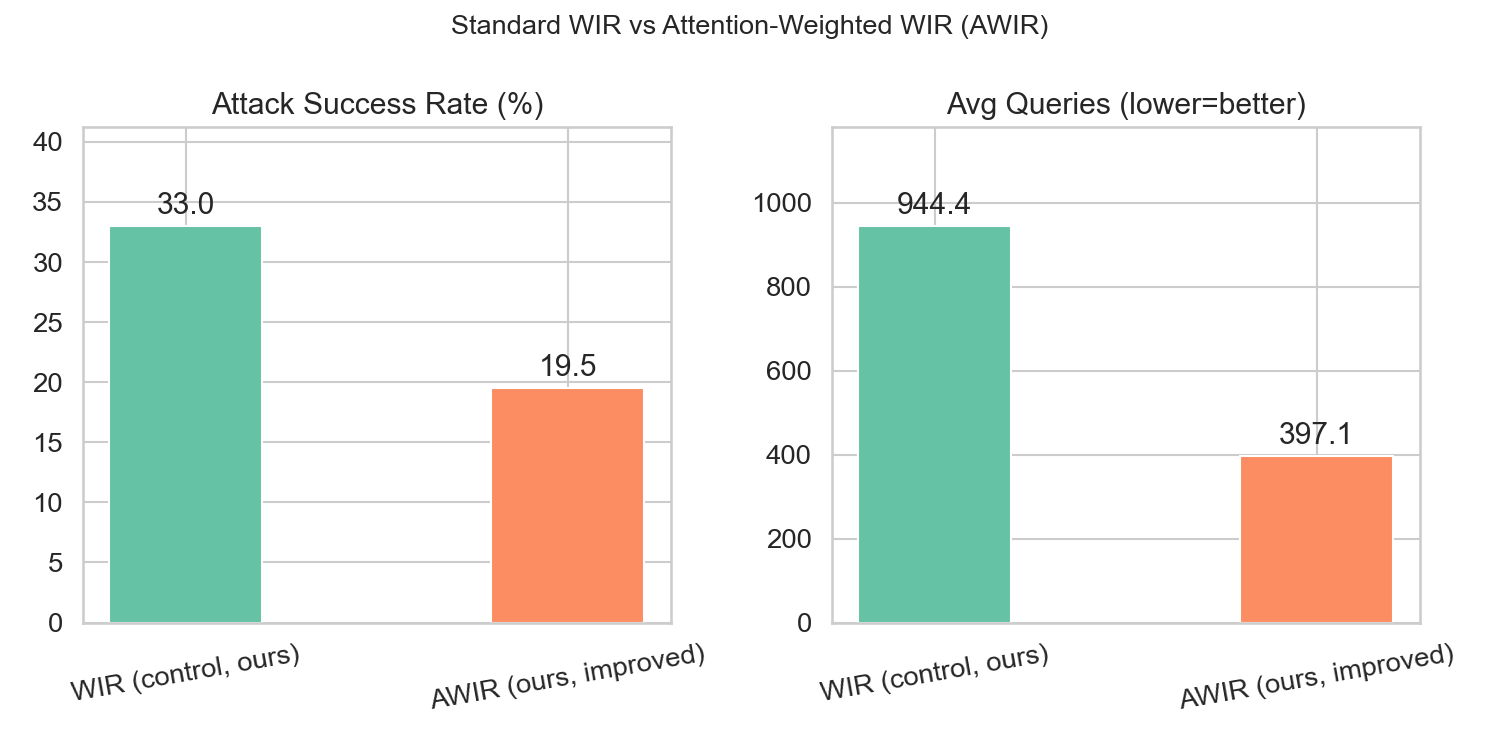 Standard WIR vs Attention-Weighted WIR (AWIR)
Attack Success Rate (%)
40
35
30
25
20
15
10
5
0
33.0
19.5
WIR (control, ours)
AWIR (ours, improved)
Avg Queries (lower=better)
1000
800
600
400
200
0
944.4
397.1
WIR (control, ours)
AWIR (ours, improved)